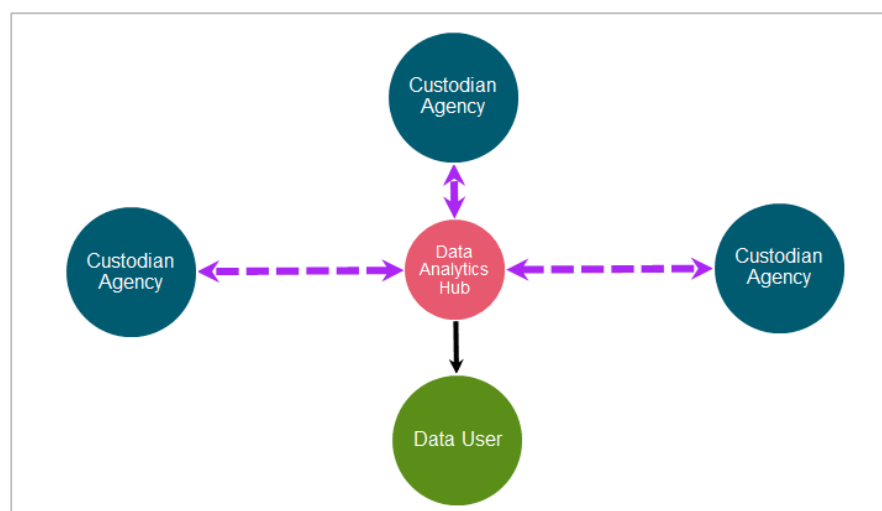 Custodian
Agency
Custodian
Agency
Data
Analytics
Hub
Custodian
Agency
Data User